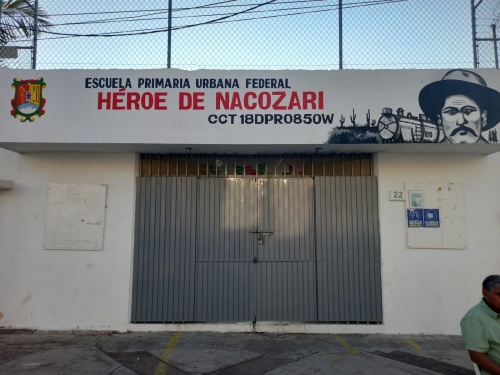 ESCUELA PRIMARIA URBANA FEDERAL
HÉROE DE NACOZARI
CCT 18DPR0850W
22